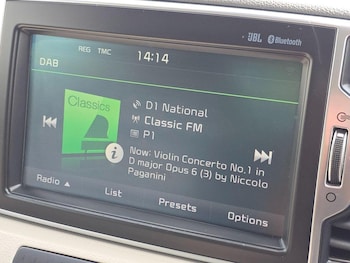 JBL Bluetooth
REG TMC 14:14
DAB
Classics
D1 National
Classic FM
P1
Now: Violin Concerto No.1 in
D major Opus 6 (3) by Niccolo
Paganini
Radio ▲ List Presets Options